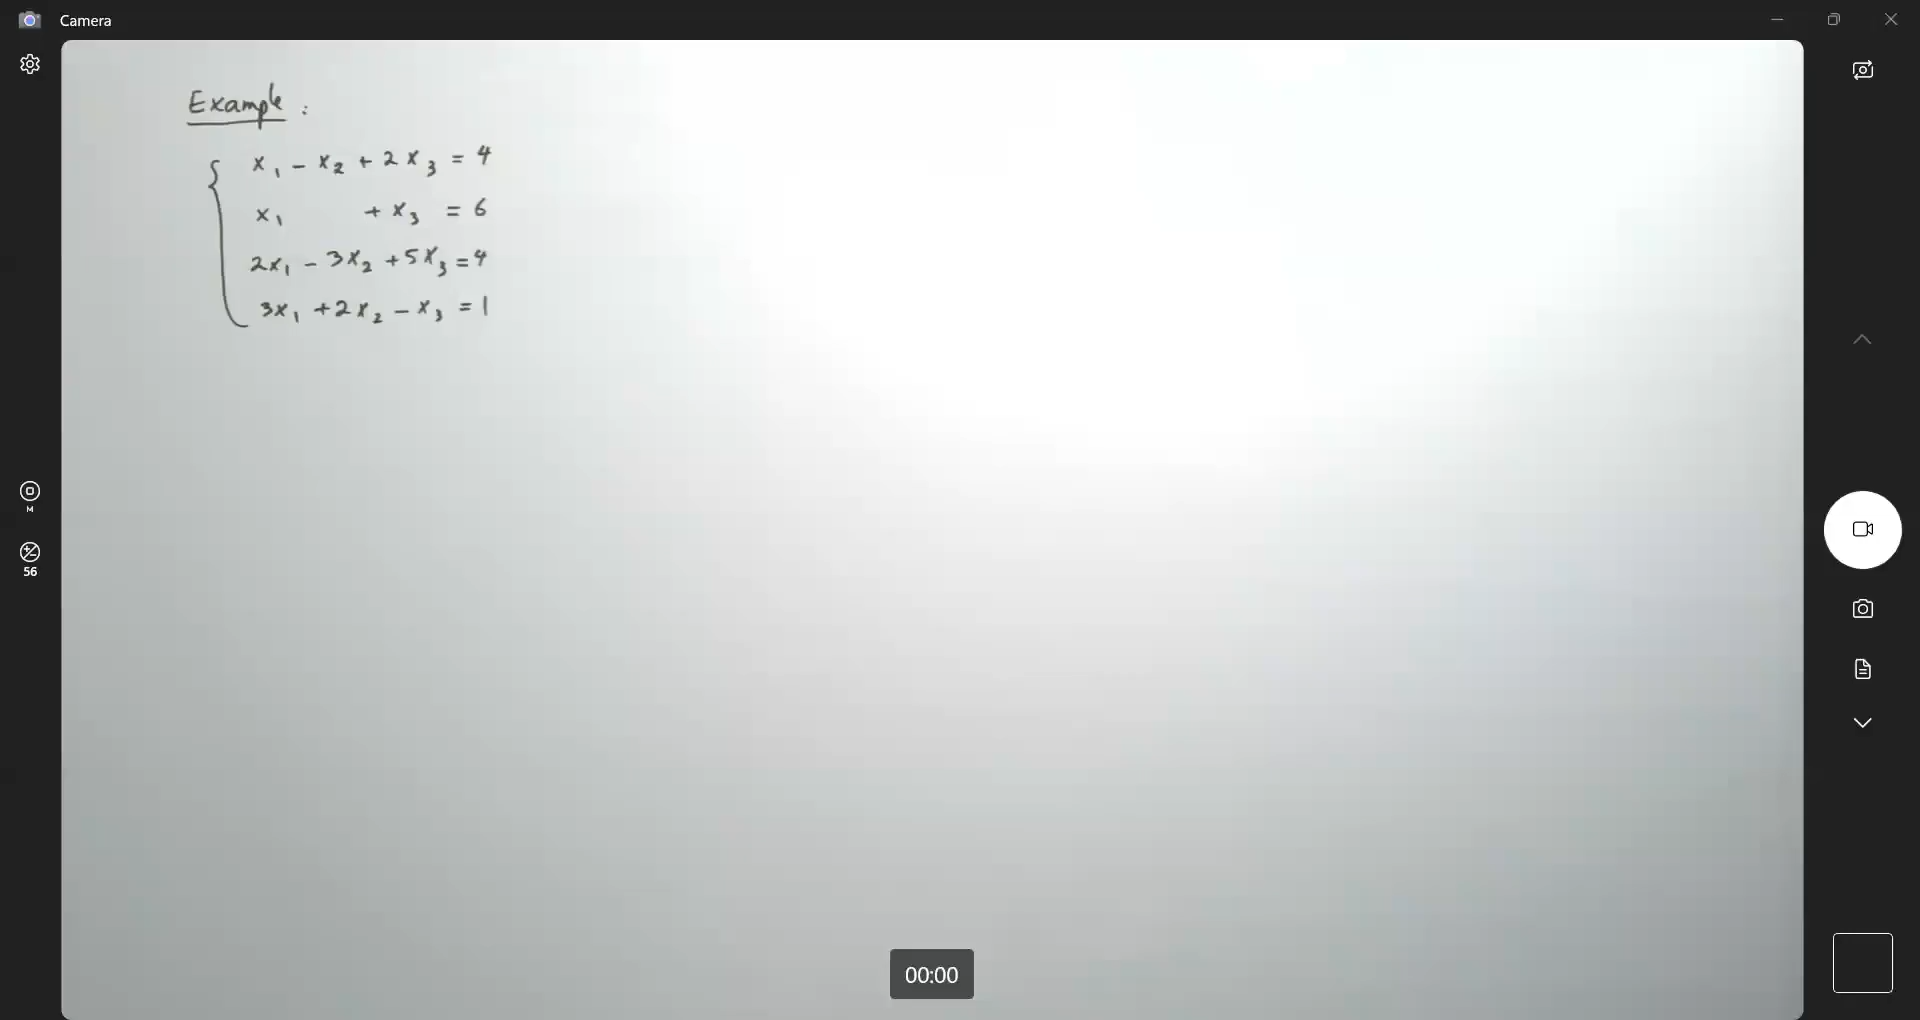 Camera
Example :
x₁ - x₂ + 2x₃ = 4
x₁ + x₃ = 6
2x₁ - 3x₂ + 5x₃ = 4
3x₁ + 2x₂ - x₃ = 1
M
56
00:00